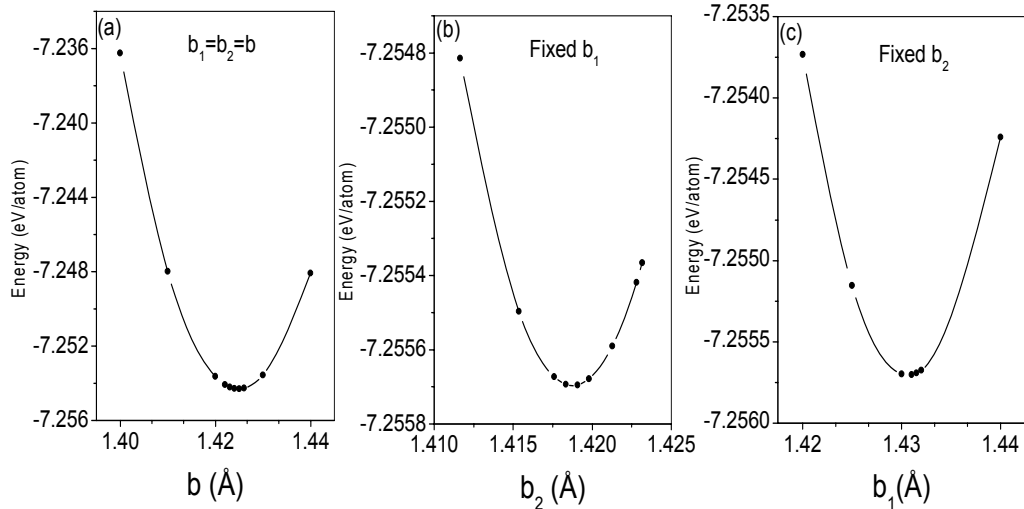 (a)
b₁=b₂=b
-7.236
-7.240
-7.244
-7.248
-7.252
-7.256
Energy (eV/atom)
1.40
1.42
1.44
b (Å)
(b)
Fixed b₁
-7.2548
-7.2550
-7.2552
-7.2554
-7.2556
-7.2558
Energy (eV/atom)
1.410
1.415
1.420
1.425
b₂ (Å)
(c)
Fixed b₂
-7.2535
-7.2540
-7.2545
-7.2550
-7.2555
-7.2560
Energy (eV/atom)
1.42
1.43
1.44
b₁(Å)